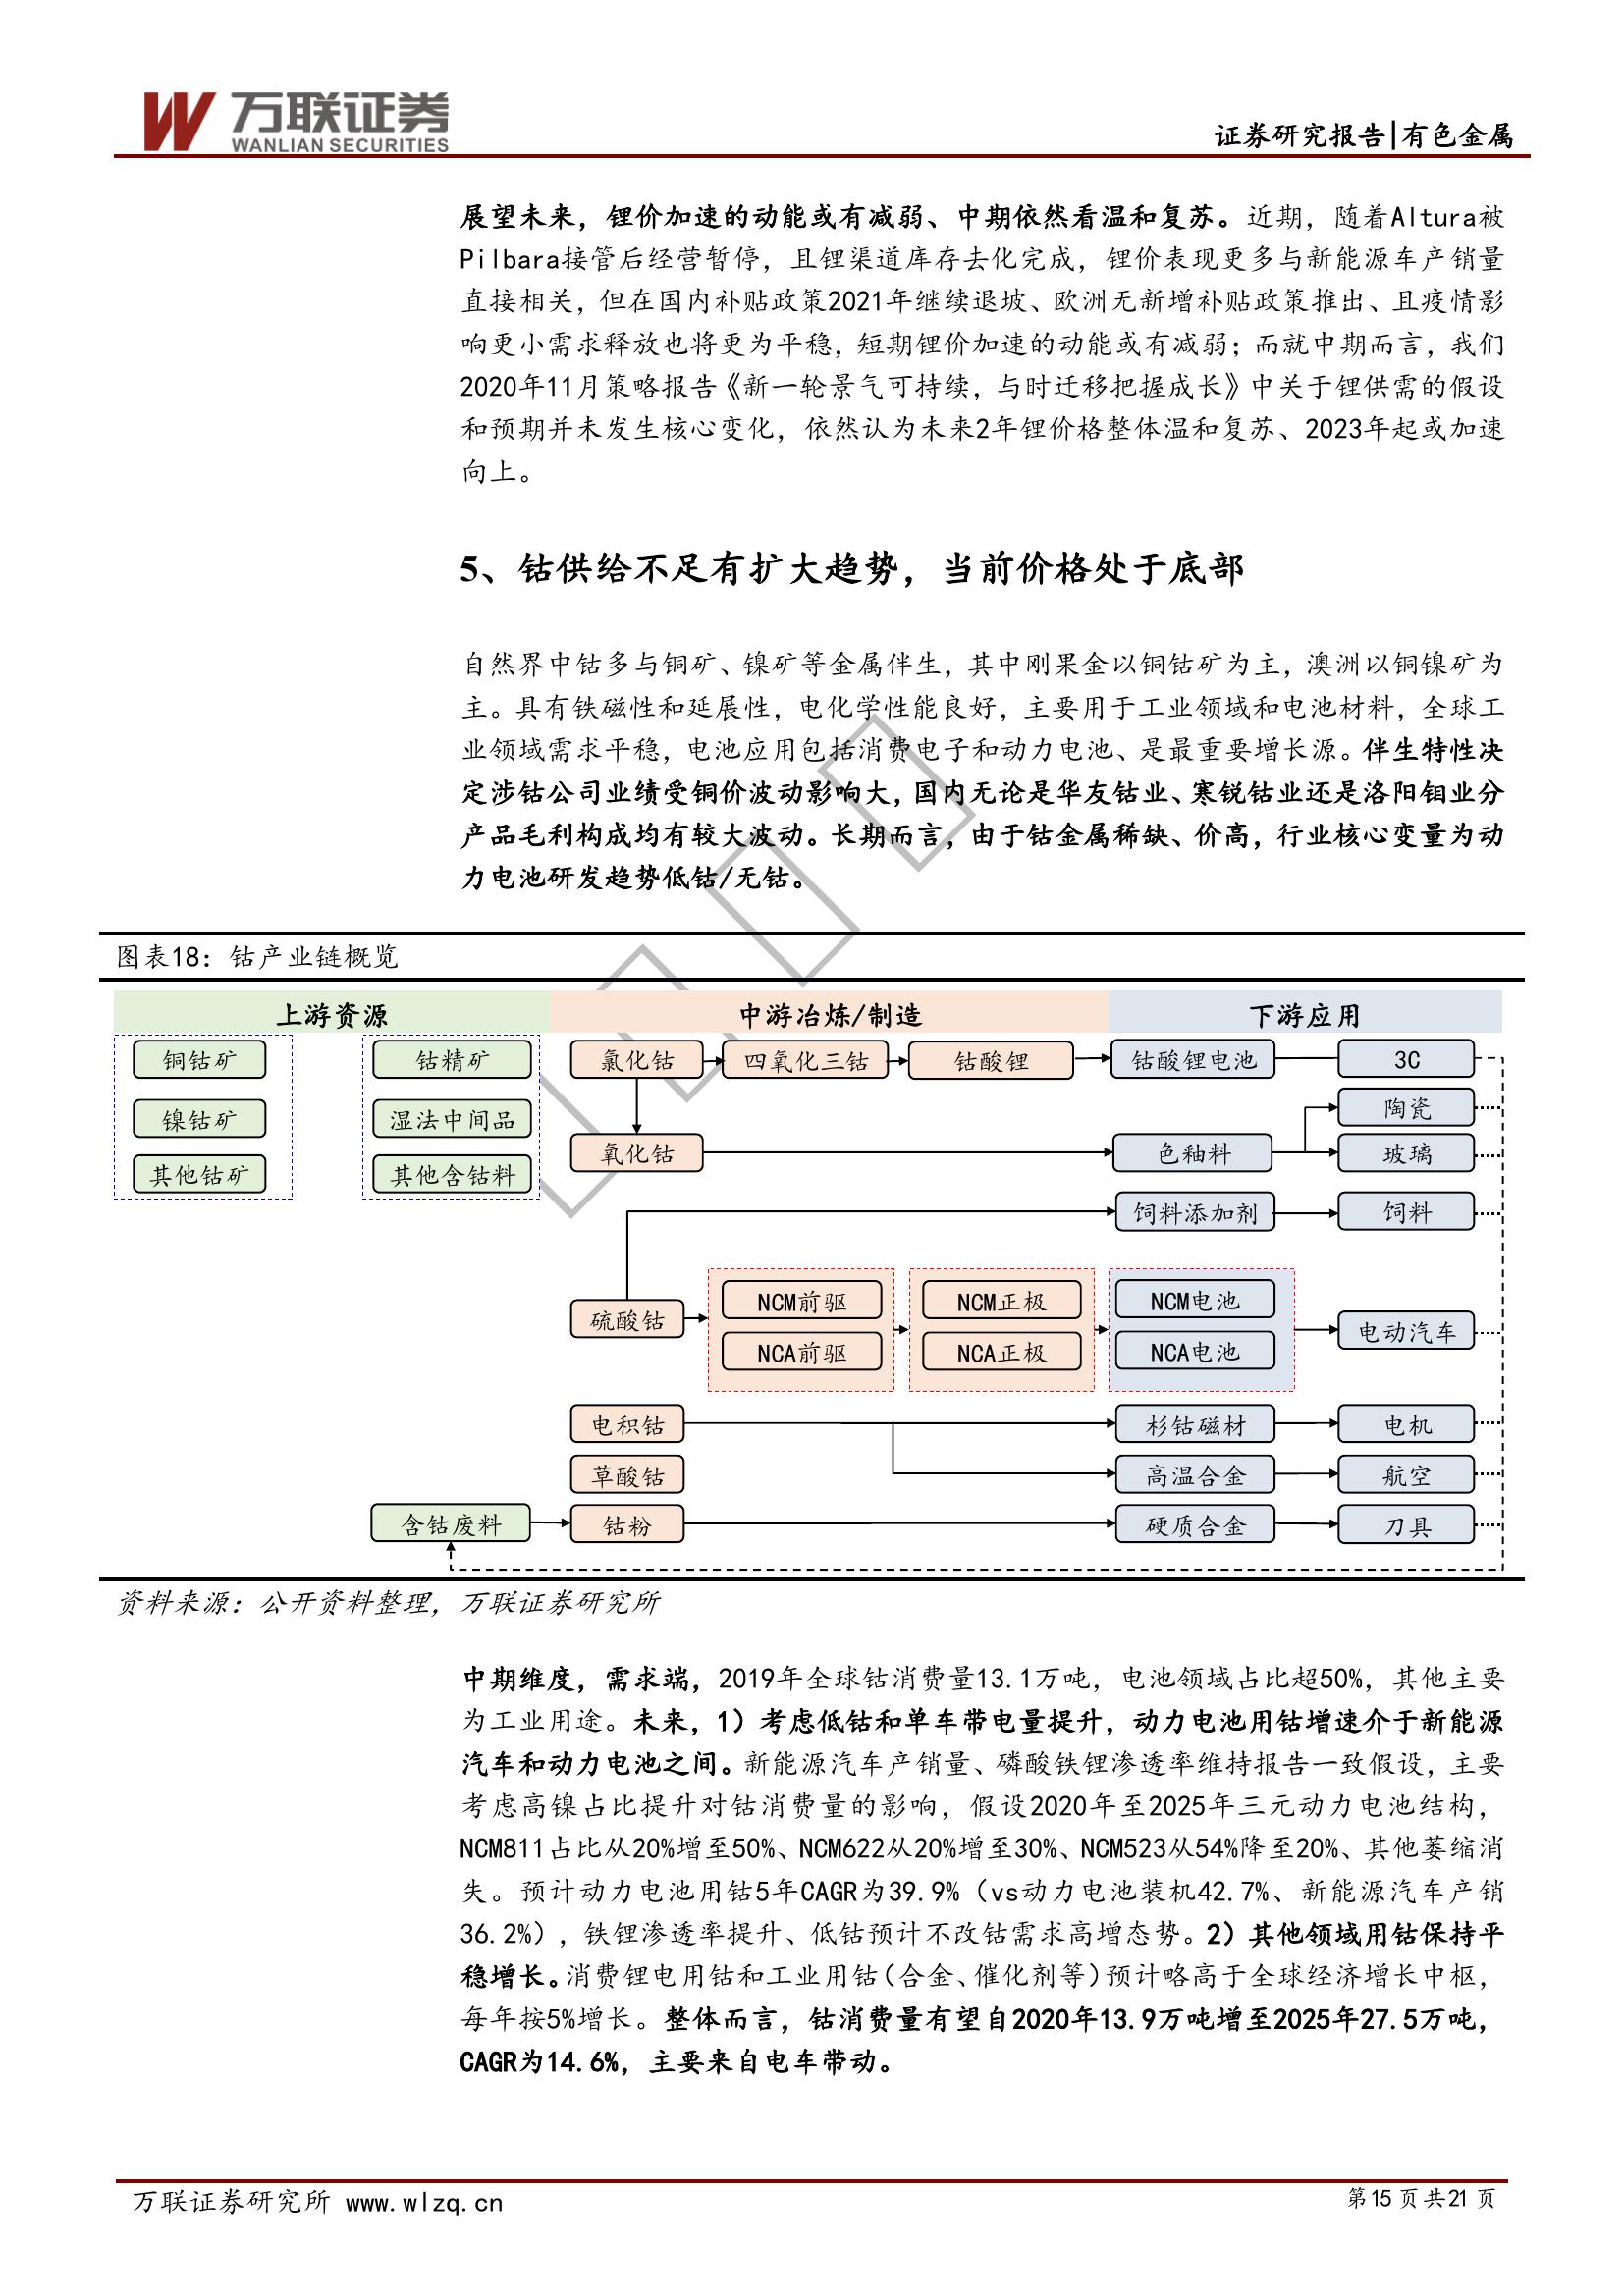 万联证券
WANLIAN SECURITIES
证券研究报告|有色金属
展望未来，锂价加速的动能或有减弱、中期依然看温和复苏。近期，随着Altura被
Pilbara接管后经营暂停，且锂渠道库存去化完成，锂价表现更多与新能源车产销量
直接相关，但在国内补贴政策2021年继续退坡、欧洲无新增补贴政策推出、且疫情影
响更小需求释放也将更为平稳，短期锂价加速的动能或有减弱；而就中期而言，我们
2020年11月策略报告《新一轮景气可持续，与时迁移把握成长》中关于锂供需的假设
和预期并未发生核心变化，依然认为未来2年锂价格整体温和复苏、2023年起或加速
向上。
5、钴供给不足有扩大趋势，当前价格处于底部
自然界中钴多与铜矿、镍矿等金属伴生，其中刚果金以铜钴矿为主，澳洲以铜镍矿为
主。具有铁磁性和延展性，电化学性能良好，主要用于工业领域和电池材料，全球工
业领域需求平稳，电池应用包括消费电子和动力电池、是最重要增长源。伴生特性决
定涉钴公司业绩受铜价波动影响大，国内无论是华友钴业、寒锐钴业还是洛阳钼业分
产品毛利构成均有较大波动。长期而言，由于钴金属稀缺、价高，行业核心变量为动
力电池研发趋势低钴/无钴。
图表18：钴产业链概览
上游资源 中游冶炼/制造 下游应用
铜钴矿 钴精矿 氯化钴 四氧化三钴 钴酸锂 钴酸锂电池 3C
陶瓷
镍钴矿 湿法中间品
氧化钴 色釉料 玻璃
其他钴矿 其他含钴料
饲料添加剂 饲料
NCM前驱 NCM正极 NCM电池
硫酸钴 电动汽车
NCA前驱 NCA正极 NCA电池
电积钴 杉钴磁材 电机
草酸钴 高温合金 航空
含钴废料 钴粉 硬质合金 刀具
资料来源：公开资料整理，万联证券研究所
中期维度，需求端，2019年全球钴消费量13.1万吨，电池领域占比超50%，其他主要
为工业用途。未来，1）考虑低钴和单车带电量提升，动力电池用钴增速介于新能源
汽车和动力电池之间。新能源汽车产销量、磷酸铁锂渗透率维持报告一致假设，主要
考虑高镍占比提升对钴消费量的影响，假设2020年至2025年三元动力电池结构，
NCM811占比从20%增至50%、NCM622从20%增至30%、NCM523从54%降至20%、其他萎缩消
失。预计动力电池用钴5年CAGR为39.9%（vs动力电池装机42.7%、新能源汽车产销
36.2%），铁锂渗透率提升、低钴预计不改钴需求高增态势。2）其他领域用钴保持平
稳增长。消费锂电用钴和工业用钴（合金、催化剂等）预计略高于全球经济增长中枢，
每年按5%增长。整体而言，钴消费量有望自2020年13.9万吨增至2025年27.5万吨，
CAGR为14.6%，主要来自电车带动。
万联证券研究所 www.wlzq.cn
第15页共21页